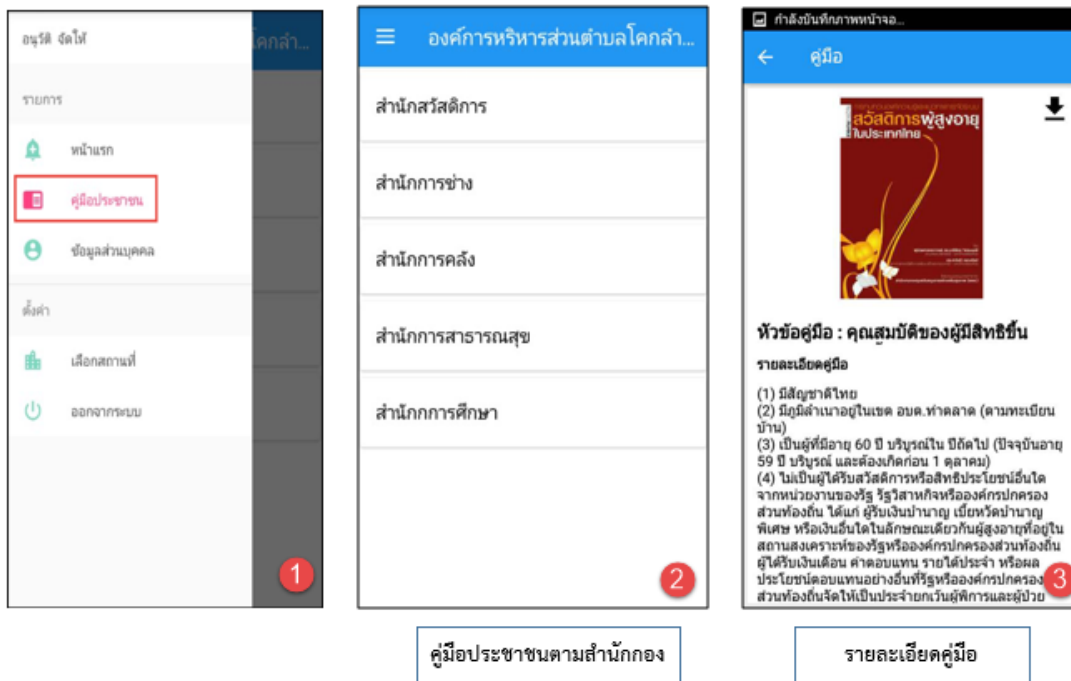 อนุวัติ จัดให้
โคกลำ...
รายการ
หน้าแรก
คู่มือประชาชน
ข้อมูลส่วนบุคคล
ตั้งค่า
เลือกสถานที่
ออกจากระบบ
1
องค์การหริหารส่วนตำบลโคกลำ...
สำนักสวัสดิการ
สำนักการช่าง
สำนักการคลัง
สำนักการสาธารณสุข
สำนักกการศึกษา
2
คู่มือประชาชนตามสำนักกอง
กำลังบันทึกภาพหน้าจอ...
คู่มือ
สวัสดิการผู้สูงอายุ
ในประเทศไทย
หัวข้อคู่มือ : คุณสมบัติของผู้มีสิทธิขึ้น
รายละเอียดคู่มือ
(1) มีสัญชาติไทย
(2) มีภูมิลำเนาอยู่ในเขต อบต.ท่าตลาด (ตามทะเบียน
บ้าน)
(3) เป็นผู้ที่มีอายุ 60 ปี บริบูรณ์ใน ปีถัดไป (ปัจจุบันอายุ
59 ปี บริบูรณ์ และต้องเกิดก่อน 1 ตุลาคม)
(4) ไม่เป็นผู้ได้รับสวัสดิการหรือสิทธิประโยชน์อื่นใด
จากหน่วยงานของรัฐ รัฐวิสาหกิจหรือองค์กรปกครอง
ส่วนท้องถิ่น ได้แก่ ผู้รับเงินบำนาญ เบี้ยหวัดบำนาญ
พิเศษ หรือเงินอื่นใดในลักษณะเดียวกันผู้สูงอายุที่อยู่ใน
สถานสงเคราะห์ของรัฐหรือองค์กรปกครองส่วนท้องถิ่น
ผู้ได้รับเงินเดือน ค่าตอบแทน รายได้ประจำ หรือผล
ประโยชน์ตอบแทนอย่างอื่นที่รัฐหรือองค์กรปกครอง
ส่วนท้องถิ่นจัดให้เป็นประจำยกเว้นผู้พิการและผู้ป่วย
3
รายละเอียดคู่มือ